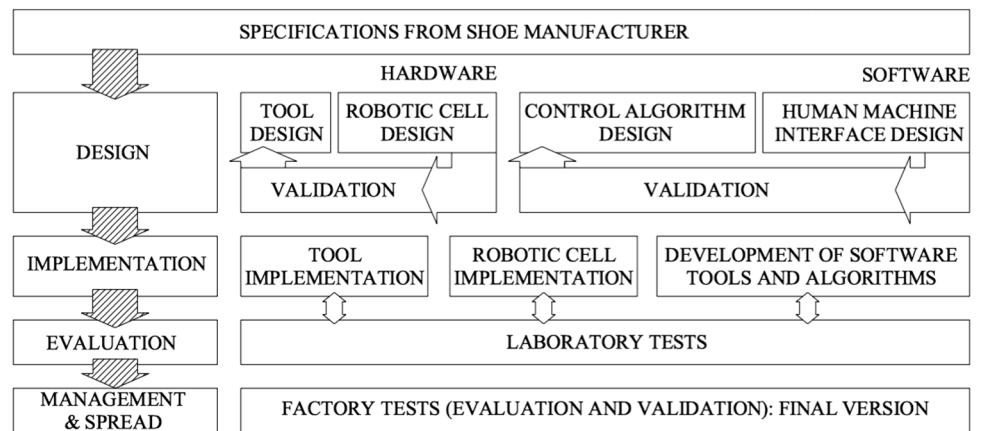 SPECIFICATIONS FROM SHOE MANUFACTURER
HARDWARE
SOFTWARE
DESIGN
TOOL
DESIGN
ROBOTIC CELL
DESIGN
CONTROL ALGORITHM
DESIGN
HUMAN MACHINE
INTERFACE DESIGN
VALIDATION
VALIDATION
IMPLEMENTATION
TOOL
IMPLEMENTATION
ROBOTIC CELL
IMPLEMENTATION
DEVELOPMENT OF SOFTWARE
TOOLS AND ALGORITHMS
EVALUATION
LABORATORY TESTS
MANAGEMENT
& SPREAD
FACTORY TESTS (EVALUATION AND VALIDATION): FINAL VERSION